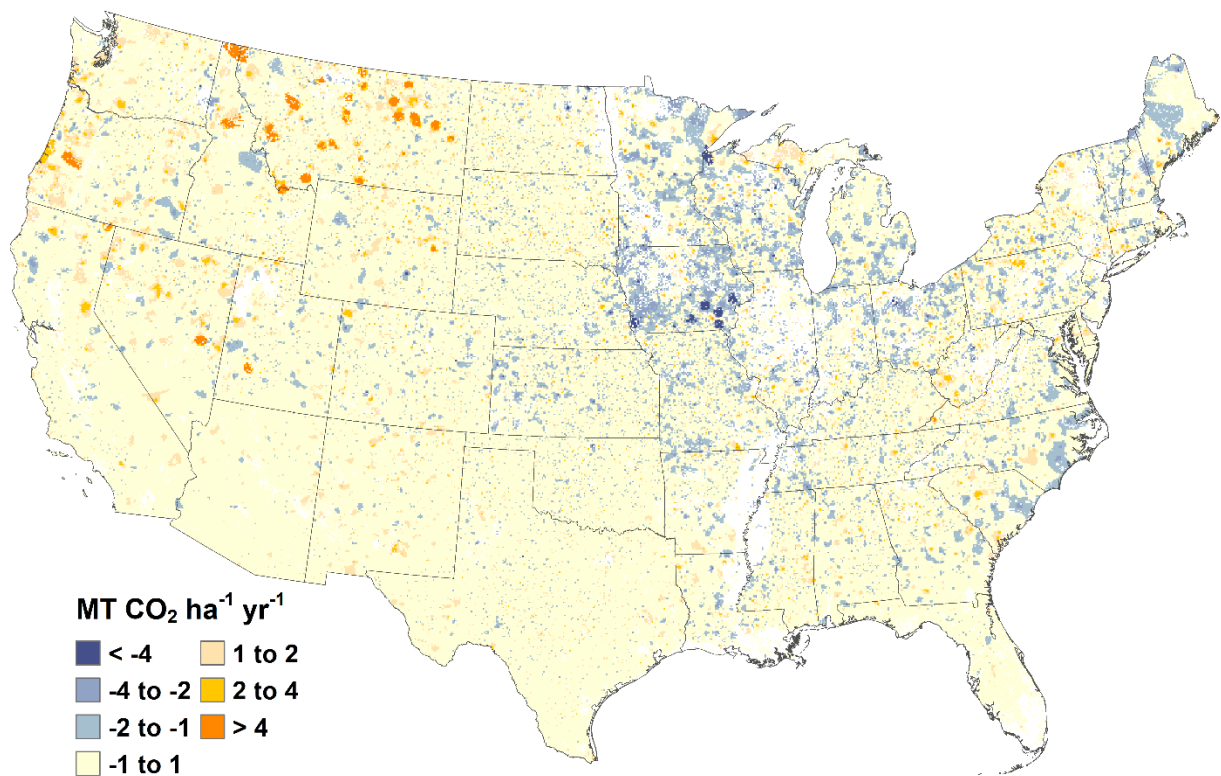 MT CO₂ ha⁻¹ yr⁻¹
< -4
1 to 2
-4 to -2
2 to 4
-2 to -1
> 4
-1 to 1